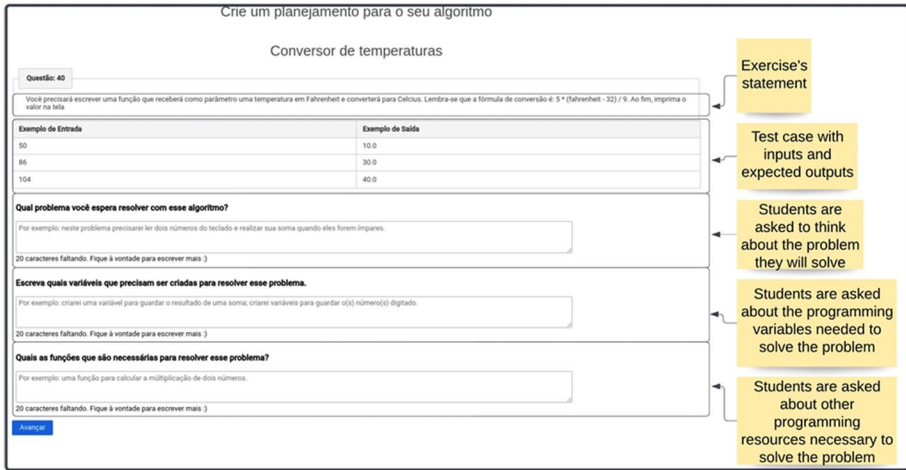 Crie um planejamento para o seu algoritmo
Conversor de temperaturas
Questão: 40
Você precisará escrever uma função que receberá como parâmetro uma temperatura em Fahrenheit e converterá para Celcius. Lembra-se que a fórmula de conversão é: 5 * (fahrenheit - 32) / 9. Ao fim, imprima o
valor na tela
Exemplo de Entrada Exemplo de Saída
50 10.0
86 30.0
104 40.0
Qual problema você espera resolver com esse algoritmo?
Por exemplo: neste problema precisarei ler dois números do teclado e realizar sua soma quando eles forem ímpares.
20 caracteres faltando. Fique à vontade para escrever mais :)
Escreva quais variáveis que precisam ser criadas para resolver esse problema.
Por exemplo: criarei uma variável para guardar o resultado de uma soma; criarei variáveis para guardar o(s) número(s) digitado.
20 caracteres faltando. Fique à vontade para escrever mais :)
Quais as funções que são necessárias para resolver esse problema?
Por exemplo: uma função para calcular a múltiplicação de dois números.
20 caracteres faltando. Fique à vontade para escrever mais :)
Avançar
Exercise's
statement
Test case with
inputs and
expected outputs
Students are
asked to think
about the problem
they will solve
Students are asked
about the programming
variables needed to
solve the problem
Students are asked
about other
programming
resources necessary to
solve the problem